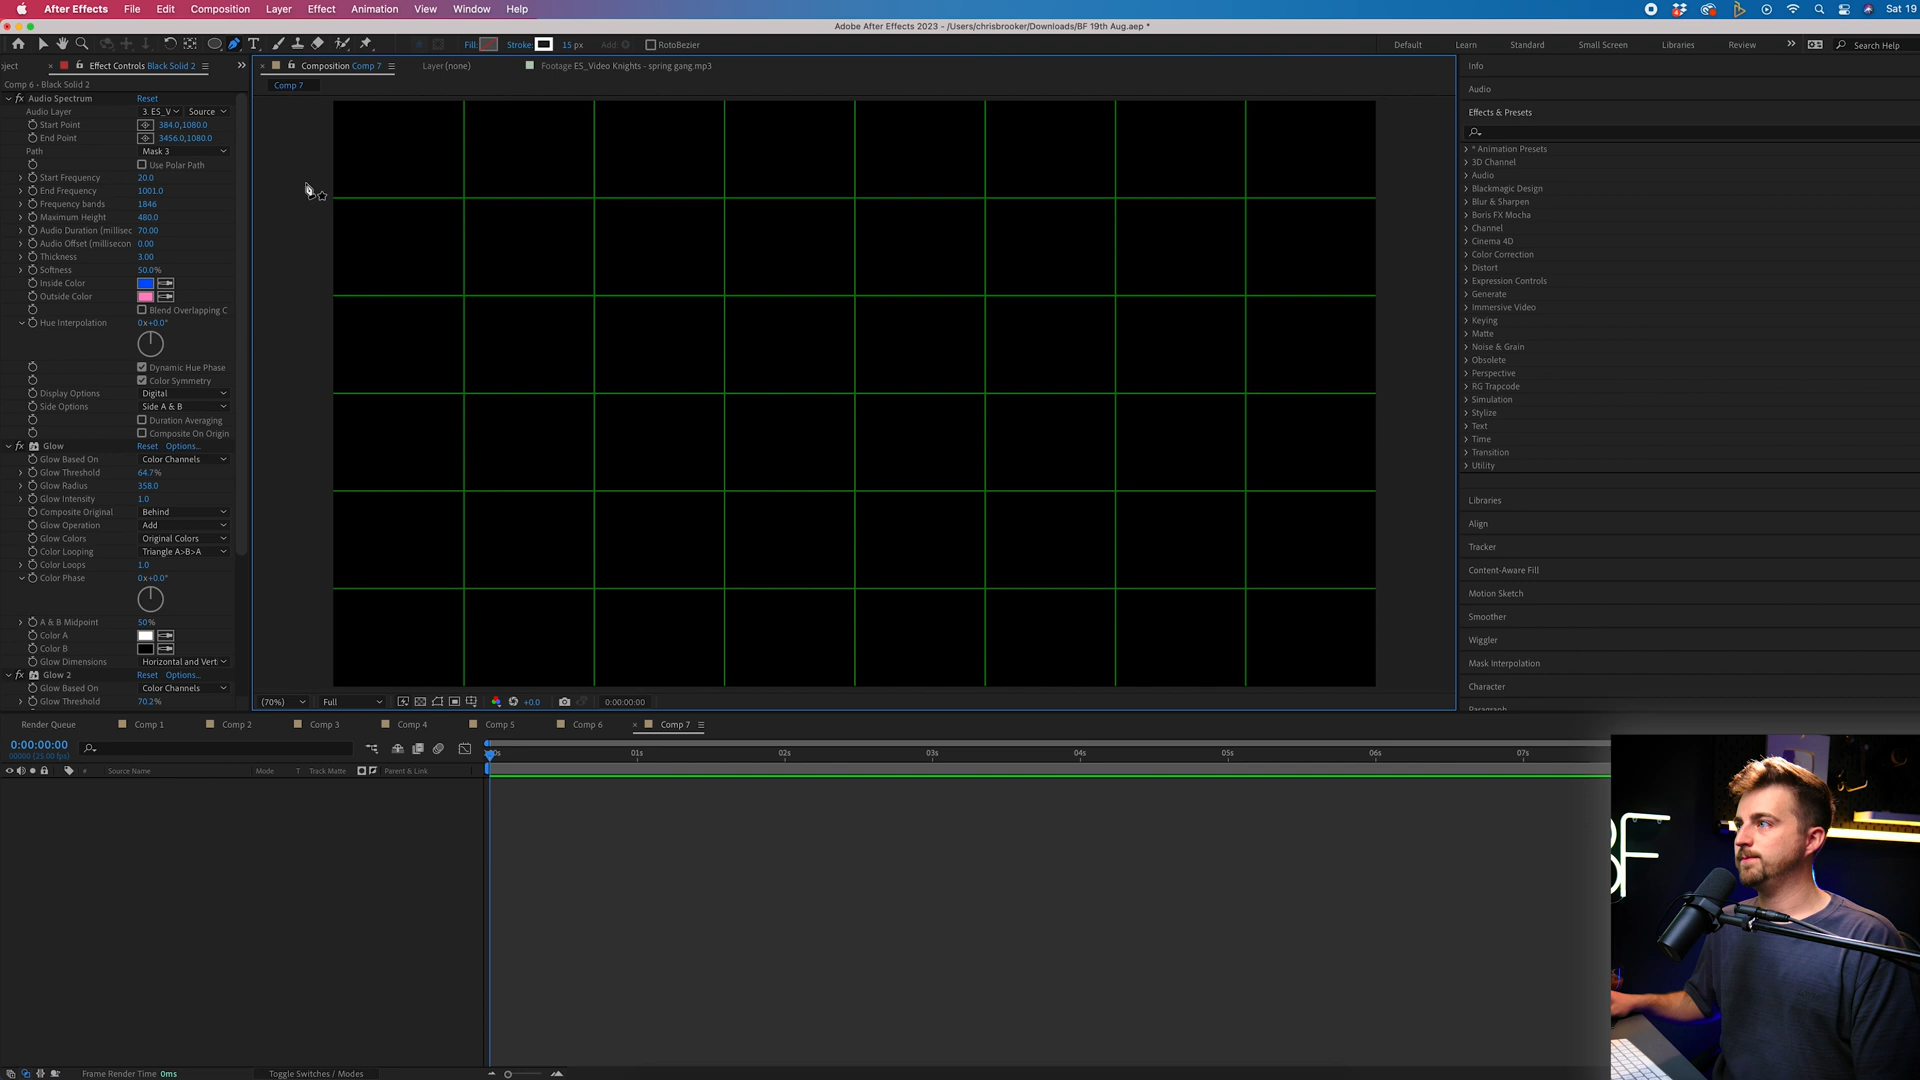 After Effects File Edit Composition Layer Effect Animation View Window Help
Sat 19
Adobe After Effects 2023 - /Users/chrisbrooker/Downloads/BF 19th Aug.aep *
Fill: Stroke: 15 px Add: RotoBezier
Default Learn Standard Small Screen Libraries Review Search Help
oject Effect Controls Black Solid 2
Composition Comp 7 Layer (none) Footage ES_Video Knights - spring gang.mp3
Comp 6 • Black Solid 2
Comp 7
Audio Spectrum Reset
Audio Layer 3. ES_V Source
Start Point 384.0,1080.0
End Point 3456.0,1080.0
Path Mask 3
Use Polar Path
Start Frequency 20.0
End Frequency 1001.0
Frequency bands 1846
Maximum Height 480.0
Audio Duration (millisec 70.00
Audio Offset (millisecon 0.00
Thickness 3.00
Softness 50.0%
Inside Color
Outside Color
Blend Overlapping C
Hue Interpolation 0x+0.0°
Dynamic Hue Phase
Color Symmetry
Display Options Digital
Side Options Side A & B
Duration Averaging
Composite On Origin
Glow Reset Options...
Glow Based On Color Channels
Glow Threshold 64.7%
Glow Radius 358.0
Glow Intensity 1.0
Composite Original Behind
Glow Operation Add
Glow Colors Original Colors
Color Looping Triangle A>B>A
Color Loops 1.0
Color Phase 0x+0.0°
A & B Midpoint 50%
Color A
Color B
Glow Dimensions Horizontal and Verti
Glow 2 Reset Options...
Glow Based On Color Channels
Glow Threshold 70.2%
(70%) Full +0.0 0:00:00:00
Info
Audio
Effects & Presets
* Animation Presets
3D Channel
Audio
Blackmagic Design
Blur & Sharpen
Boris FX Mocha
Channel
Cinema 4D
Color Correction
Distort
Expression Controls
Generate
Immersive Video
Keying
Matte
Noise & Grain
Obsolete
Perspective
RG Trapcode
Simulation
Stylize
Text
Time
Transition
Utility
Libraries
Align
Tracker
Content-Aware Fill
Motion Sketch
Smoother
Wiggler
Mask Interpolation
Character
Paragraph
Render Queue Comp 1 Comp 2 Comp 3 Comp 4 Comp 5 Comp 6 Comp 7
0:00:00:00
00000 (25.00 fps)
01s 02s 03s 04s 05s 06s 07s
# Source Name Mode T Track Matte Parent & Link
BF
Frame Render Time 0ms Toggle Switches / Modes